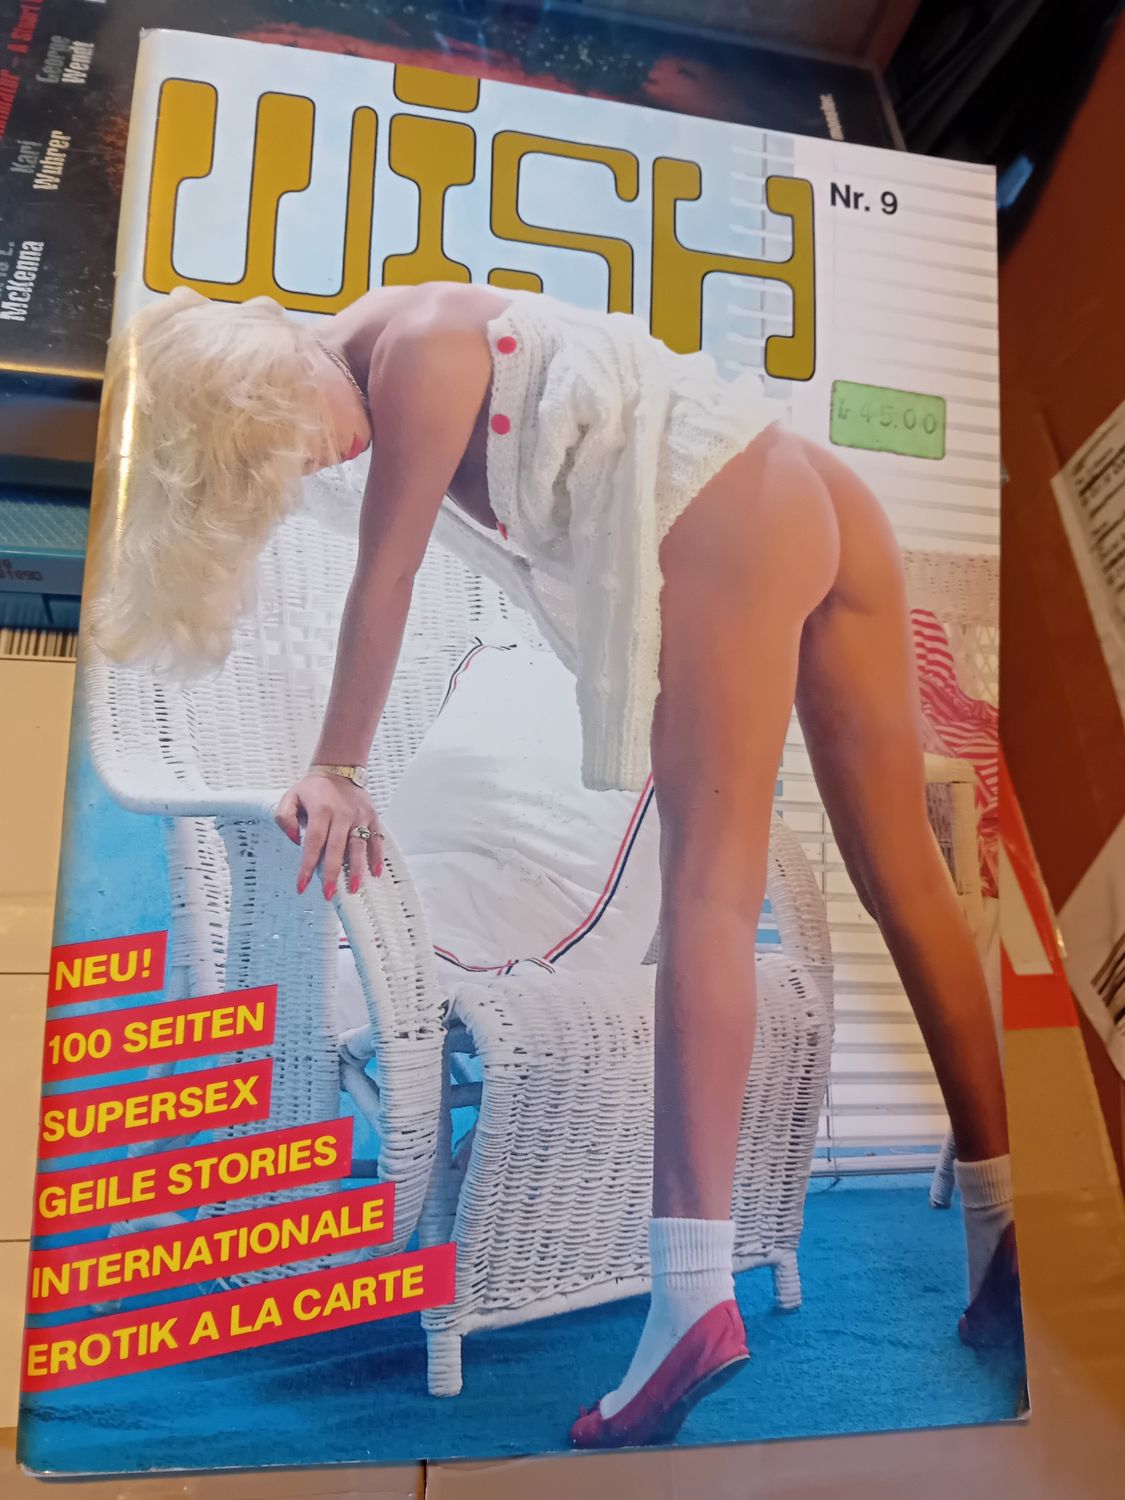 George
Wendt
Kari
Wuhrer
McKenna
WISH
Nr. 9
45.00
NEU!
100 SEITEN
SUPERSEX
GEILE STORIES
INTERNATIONALE
EROTIK A LA CARTE